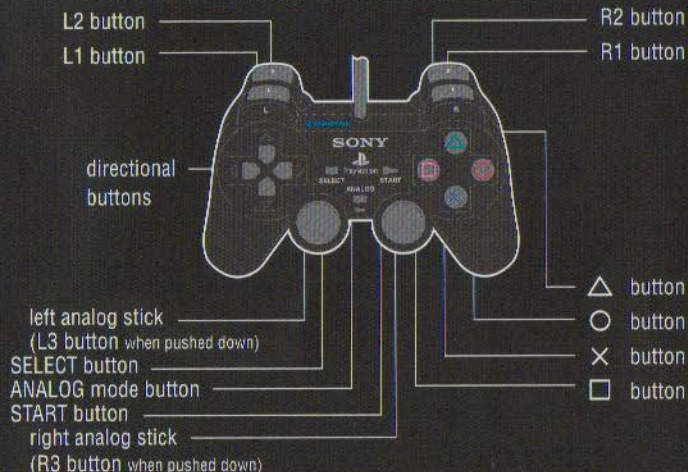 L2 button
L1 button
R2 button
R1 button
L
R
SONY
PlayStation
SELECT
START
ANALOG
directional
buttons
left analog stick
(L3 button when pushed down)
SELECT button
ANALOG mode button
START button
right analog stick
(R3 button when pushed down)
△ button
○ button
✕ button
□ button